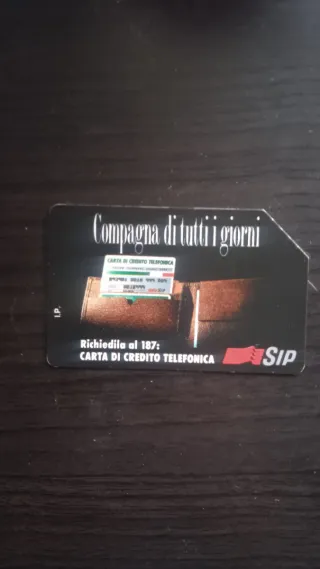 Compagna di tutti i giorni
CARTA DI CREDITO TELEFONICA
I.P.
Richiedila al 187:
CARTA DI CREDITO TELEFONICA
SIP